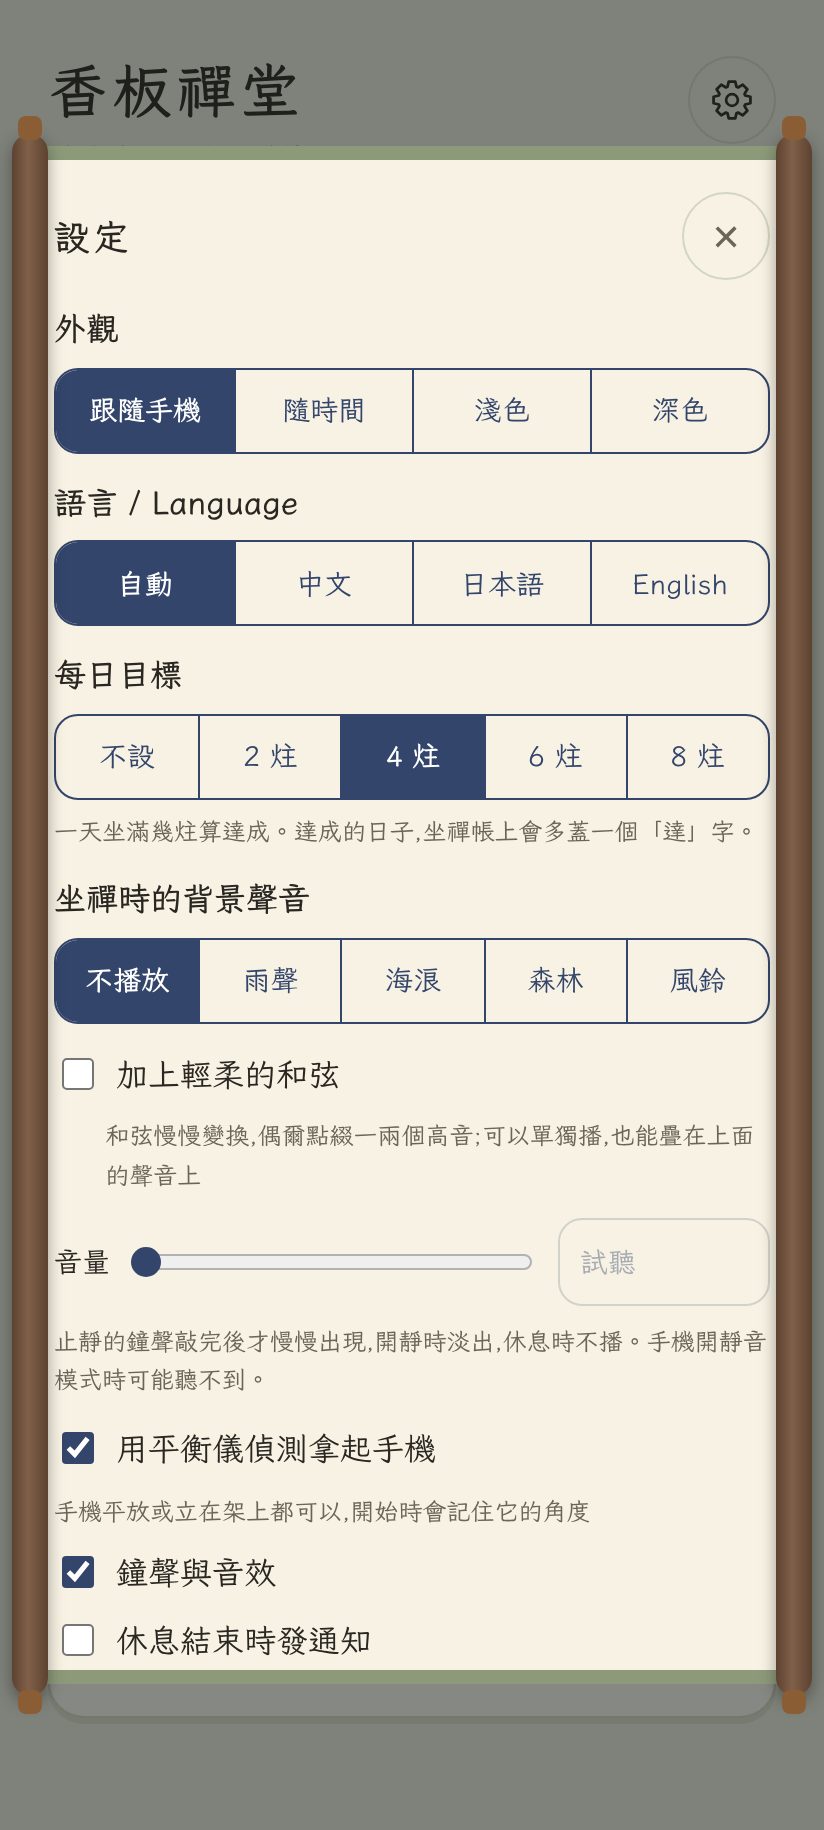 香板禪堂
設定
外觀
跟隨手機 隨時間 淺色 深色
語言 / Language
自動 中文 日本語 English
每日目標
不設 2 炷 4 炷 6 炷 8 炷
一天坐滿幾炷算達成。達成的日子,坐禪帳上會多蓋一個「達」字。
坐禪時的背景聲音
不播放 雨聲 海浪 森林 風鈴
加上輕柔的和弦
和弦慢慢變換,偶爾點綴一兩個高音;可以單獨播,也能疊在上面
的聲音上
音量 試聽
止靜的鐘聲敲完後才慢慢出現,開靜時淡出,休息時不播。手機開靜音
模式時可能聽不到。
用平衡儀偵測拿起手機
手機平放或立在架上都可以,開始時會記住它的角度
鐘聲與音效
休息結束時發通知